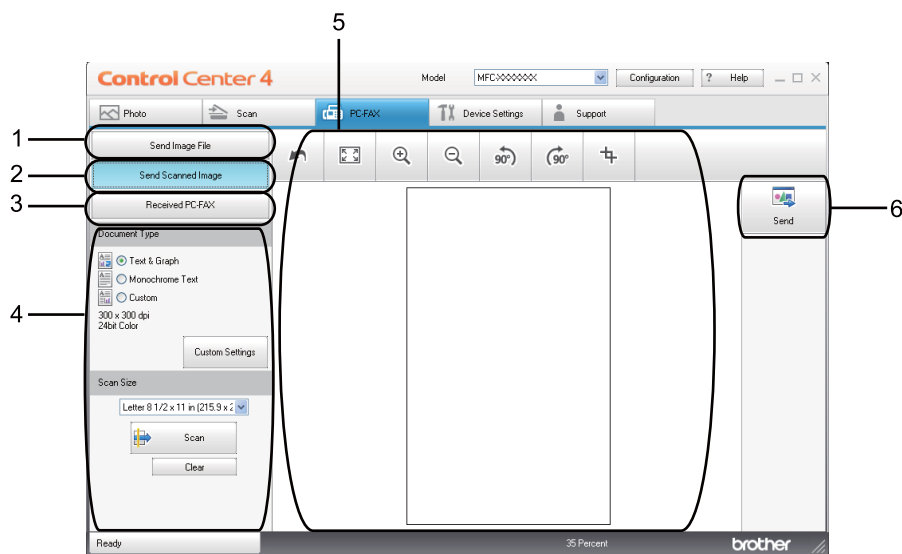 5
Control Center 4
Model
MFC-XXXXXX
Configuration
? Help
Photo
Scan
PC-FAX
Device Settings
Support
1
Send Image File
2
Send Scanned Image
3
Received PC-FAX
90°
90°
Send
6
Document Type
Text & Graph
Monochrome Text
Custom
4
300 x 300 dpi
24bit Color
Custom Settings
Scan Size
Letter 8 1/2 x 11 in (215.9 x 2
Scan
Clear
Ready
35 Percent
brother